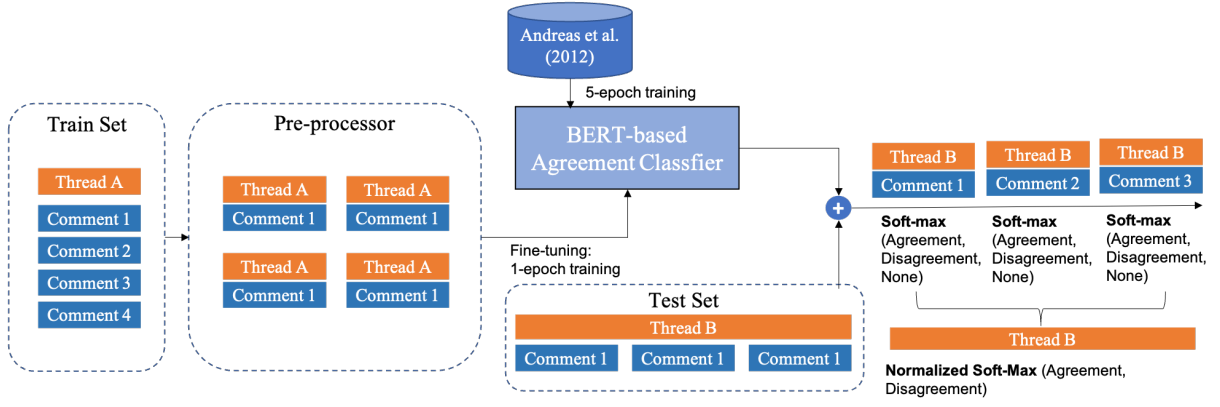 Andreas et al.
(2012)
5-epoch training
Train Set
Thread A
Comment 1
Comment 2
Comment 3
Comment 4
Pre-processor
Thread A
Comment 1
Thread A
Comment 1
Thread A
Comment 1
Thread A
Comment 1
BERT-based
Agreement Classfier
Fine-tuning:
1-epoch training
Test Set
Thread B
Comment 1
Comment 1
Comment 1
+
Thread B
Comment 1
Thread B
Comment 2
Thread B
Comment 3
Soft-max
(Agreement,
Disagreement,
None)
Soft-max
(Agreement,
Disagreement,
None)
Soft-max
(Agreement,
Disagreement,
None)
Thread B
Normalized Soft-Max (Agreement,
Disagreement)